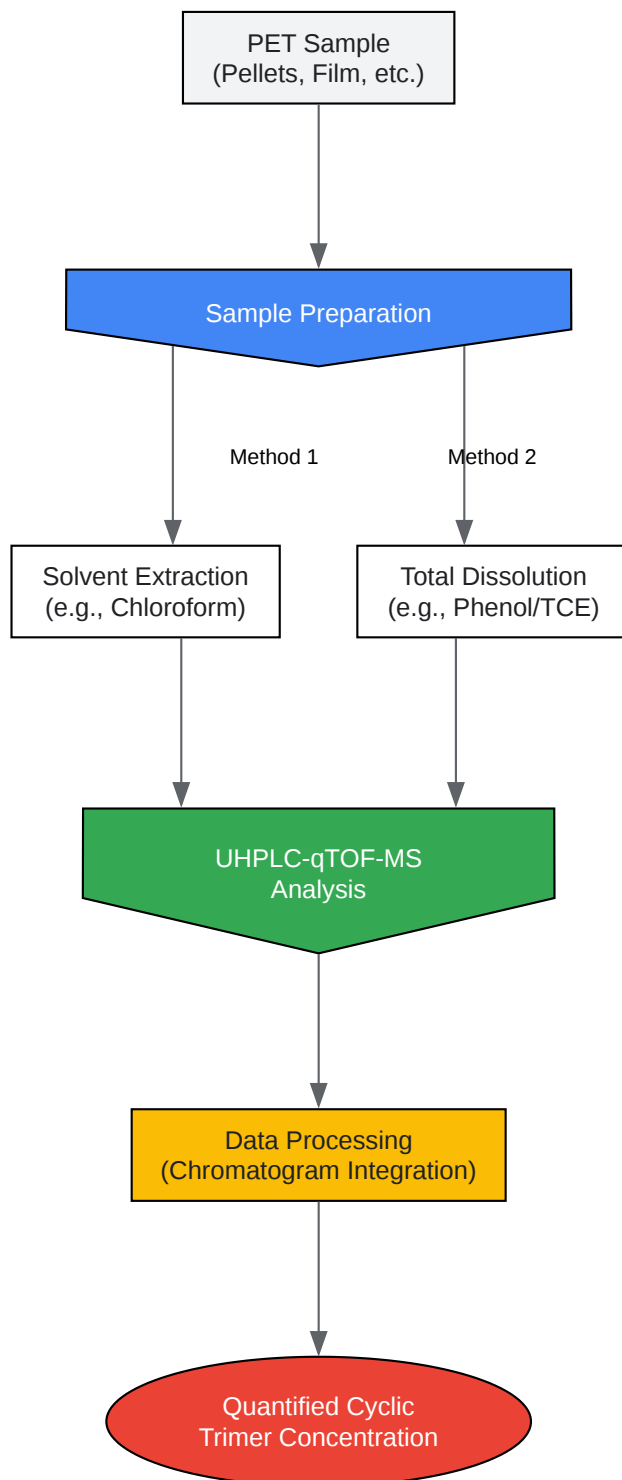 PET Sample
(Pellets, Film, etc.)
Sample Preparation
Method 1
Method 2
Solvent Extraction
(e.g., Chloroform)
Total Dissolution
(e.g., Phenol/TCE)
UHPLC-qTOF-MS
Analysis
Data Processing
(Chromatogram Integration)
Quantified Cyclic
Trimer Concentration